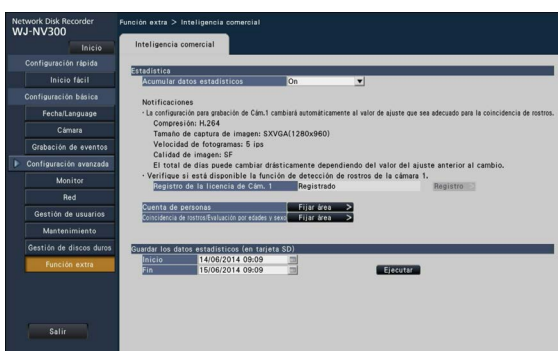 Network Disk Recorder
WJ-NV300
Función extra > Inteligencia comercial
Inicio
Inteligencia comercial
Configuración rápida
Inicio fácil
Configuración básica
Fecha/Language
Cámara
Grabación de eventos
Configuración avanzada
Monitor
Red
Gestión de usuarios
Mantenimiento
Gestión de discos duros
Función extra
Salir
Estadística
Acumular datos estadísticos On
Notificaciones
· La configuración para grabación de Cám.1 cambiará automáticamente al valor de ajuste que sea adecuado para la coincidencia de rostros.
Compresión: H.264
Tamaño de captura de imagen: SXVGA(1280x960)
Velocidad de fotogramas: 5 ips
Calidad de imagen: SF
El total de días puede cambiar drásticamente dependiendo del valor del ajuste anterior al cambio.
· Verifique si está disponible la función de detección de rostros de la cámara 1.
Registro de la licencia de Cám. 1 Registrado Registro
Cuenta de personas Fijar área >
Coincidencia de rostros/Evaluación por edades y sexo Fijar área >
Guardar los datos estadísticos (en tarjeta SD)
Inicio 14/06/2014 09:09
Fin 15/06/2014 09:09 Ejecutar